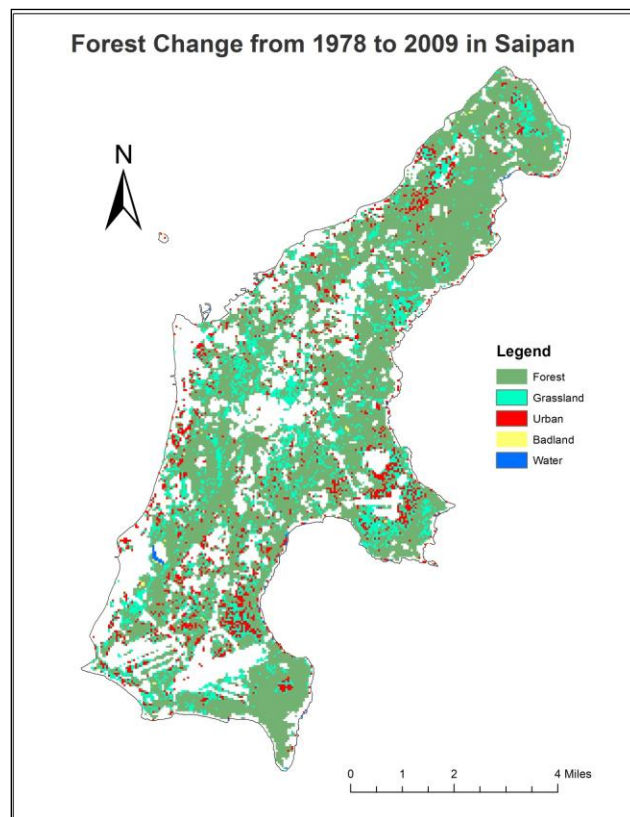 Forest Change from 1978 to 2009 in Saipan
N
Legend
Forest
Grassland
Urban
Badland
Water
0 1 2 4 Miles